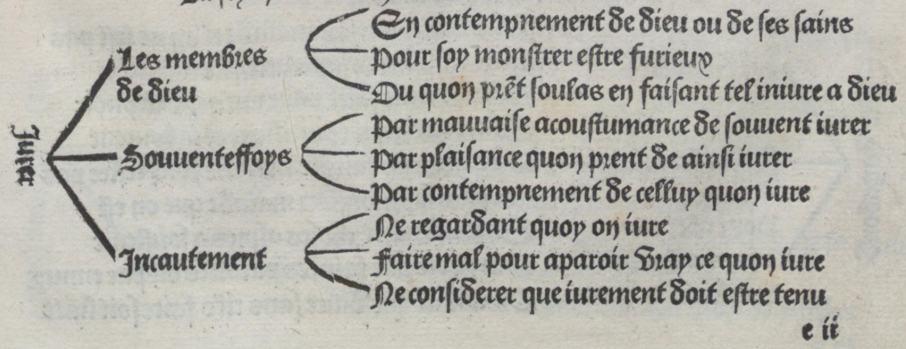 Jurer
Les membres
de dieu
En contempnement de dieu ou de ses sains
Pour soy monstrer estre furieux
Ou quon prēt soulas en faisant tel iniure a dieu
Souuenteffoys
Par mauuaise acoustumance de souuent iurer
Par plaisance quon prent de ainsi iurer
Par contempnement de celluy quon iure
Incautement
Ne regardant quoy on iure
Faire mal pour aparoir vray ce quon iure
Ne considerer que iurement doit estre tenu
e ii